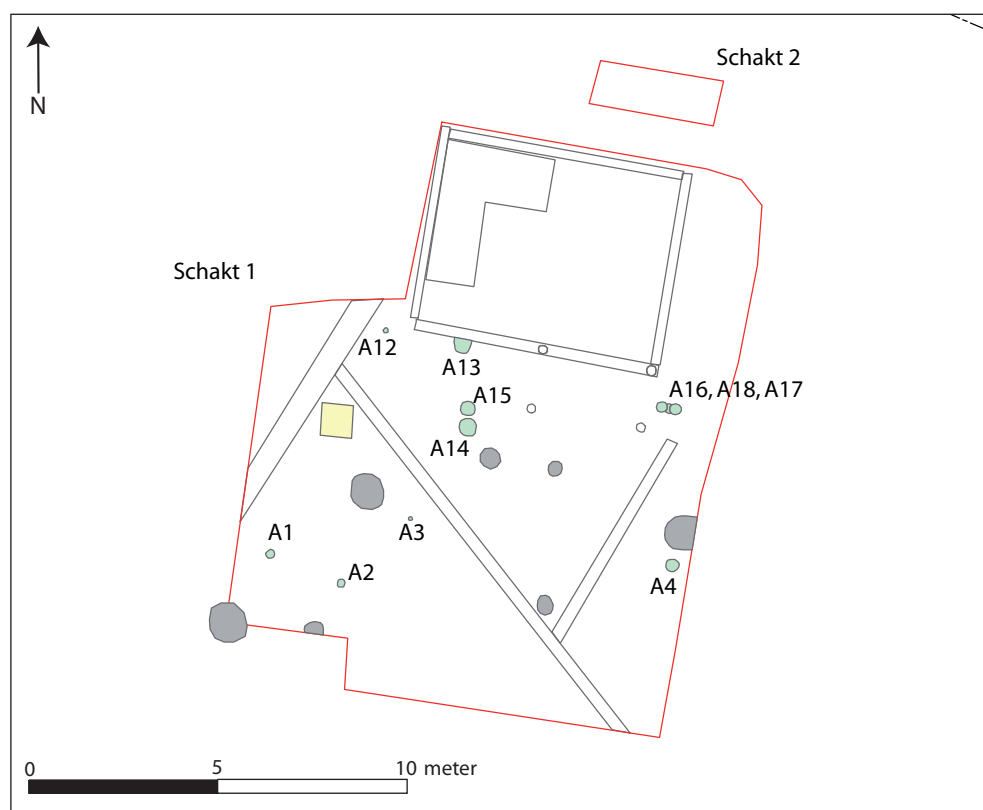 Schakt 2
N
Schakt 1
A12
A13
A15
A16, A18, A17
A14
A3
A1
A2
A4
0 5 10 meter